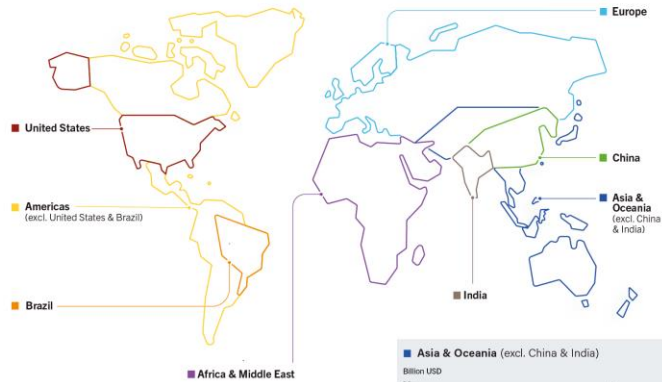 Europe
United States
China
Americas
(excl. United States & Brazil)
Asia &
Oceania
(excl. China
& India)
India
Brazil
Africa & Middle East
Asia & Oceania (excl. China & India)
Billion USD